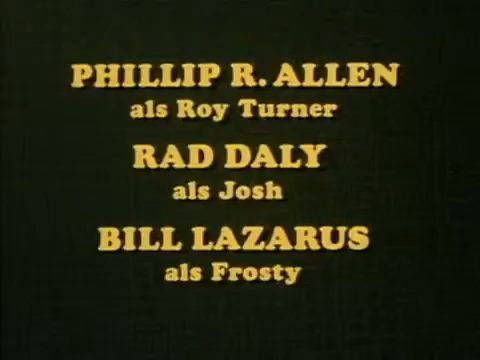 PHILLIP R. ALLEN
als Roy Turner
RAD DALY
als Josh
BILL LAZARUS
als Frosty